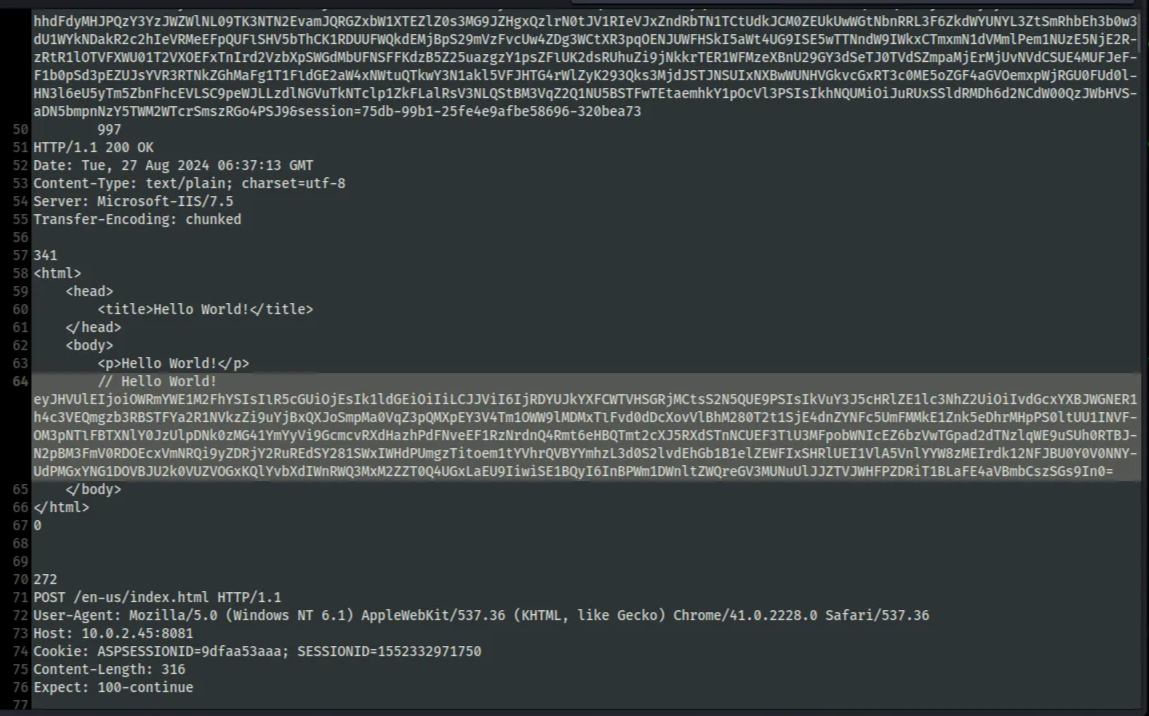 hhdFdyMHJPQzY3YzJWZWlNL09TK3NTN2EvamJQRGZxbW1XTEZlZ0s3MG9JZHgxQzlrN0tJV1RIeVJxZndRbTN1TCtUdkJCM0ZEUkUwWGtNbnRRL3F6ZkdWYUNYL3ZtSmRhbEh3b0w3
dU1WYkNDakR2c2hIeVRMeEFpQUFlSHV5bThCK1RDUUFWQkdEMjBpS29mVzFvcUw4ZDg3WCtXR3pqOENJUWFHSkI5aWt4UG9ISE5wTTNndW9IWkxCTmxmN1dVMmlPem1NUzE5NjE2R-
zRtR1lOTVFXWU01T2VXOEFxTnIrd2VzbXpSWGdMbUFNSFFKdzB5Z25uazgzY1psZFlUK2dsRUhuZi9jNkkrTER1WFMzeXBnU29GY3dSeTJ0TVdSZmpaMjErMjUvNVdCSUE4MUFJeF-
F1b0pSd3pEZUJsYVR3RTNkZGhMaFg1T1FLdGE2aW4xNWtuQTkwY3N1akl5VFJHTG4rWlZyK293Qks3MjdJSTJNSUIxNXBwWUNHVGkvcGxRT3c0ME5oZGF4aGVOemxpWjRGU0FUd0l-
HN3l6eU5yTm5ZbnFhcEVLSC9peWJLLzdlNGVuTkNTclp1ZkFLalRsV3NLQStBM3VqZ2Q1NU5BSTFwTEtaemhkY1pOcVl3PSIsIkhNQUMiOiJuRUxSSldRMDh6d2NCdW00QzJWbHVS-
aDN5bmpnNzY5TWM2WTcrSmszRGo4PSJ9&session=75db-99b1-25fe4e9afbe58696-320bea73
50 997
51 HTTP/1.1 200 OK
52 Date: Tue, 27 Aug 2024 06:37:13 GMT
53 Content-Type: text/plain; charset=utf-8
54 Server: Microsoft-IIS/7.5
55 Transfer-Encoding: chunked
56
57 341
58 <html>
59 <head>
60 <title>Hello World!</title>
61 </head>
62 <body>
63 <p>Hello World!</p>
64 // Hello World!
eyJHVUlEIjoiOWRmYWE1M2FhYSIsIlR5cGUiOjEsIk1ldGEiOiIiLCJJViI6IjRDYUJkYXFCWTVHSGRjMCtsS2N5QUE9PSIsIkVuY3J5cHRlZE1lc3NhZ2UiOiIvdGcxYXBJWGNER1
h4c3VEQmgzb3RBSTFYa2R1NVkzZi9uYjBxQXJoSmpMa0VqZ3pQMXpEY3V4Tm1OWW9lMDMxTlFvd0dDcXovVlBhM280T2t1SjE4dnZYNFc5UmFMMkE1Znk5eDhrMHpPS0ltUU1INVF-
OM3pNTlFBTXNlY0JzUlpDNk0zMG41YmYyVi9GcmcvRXdHazhPdFNveEF1RzNrdnQ4Rmt6eHBQTmt2cXJ5RXdSTnNCUEF3TlU3MFpobWNIcEZ6bzVwTGpad2dTNzlqWE9uSUh0RTBJ-
N2pBM3FmV0RDOEcxVmNRQi9yZDRjY2RuREdSY281SWxIWHdPUmgzTitoem1tYVhrQVBYYmhzL3d0S2lvdEhGb1B1elZEWFIxSHRlUEI1VlA5VnlYYW8zMEIrdk12NFJBU0Y0V0NNY-
UdPMGxYNG1DOVBJU2k0VUZVOGxKQlYvbXdIWnRWQ3MxM2ZZT0Q4UGxLaEU9IiwiSE1BQyI6InBPWm1DWnltZWQreGV3MUNuUlJJZTVJWHFPZDRiT1BLaFE4aVBmbCszSGs9In0=
65 </body>
66 </html>
67 0
68
69
70 272
71 POST /en-us/index.html HTTP/1.1
72 User-Agent: Mozilla/5.0 (Windows NT 6.1) AppleWebKit/537.36 (KHTML, like Gecko) Chrome/41.0.2228.0 Safari/537.36
73 Host: 10.0.2.45:8081
74 Cookie: ASPSESSIONID=9dfaa53aaa; SESSIONID=1552332971750
75 Content-Length: 316
76 Expect: 100-continue
77